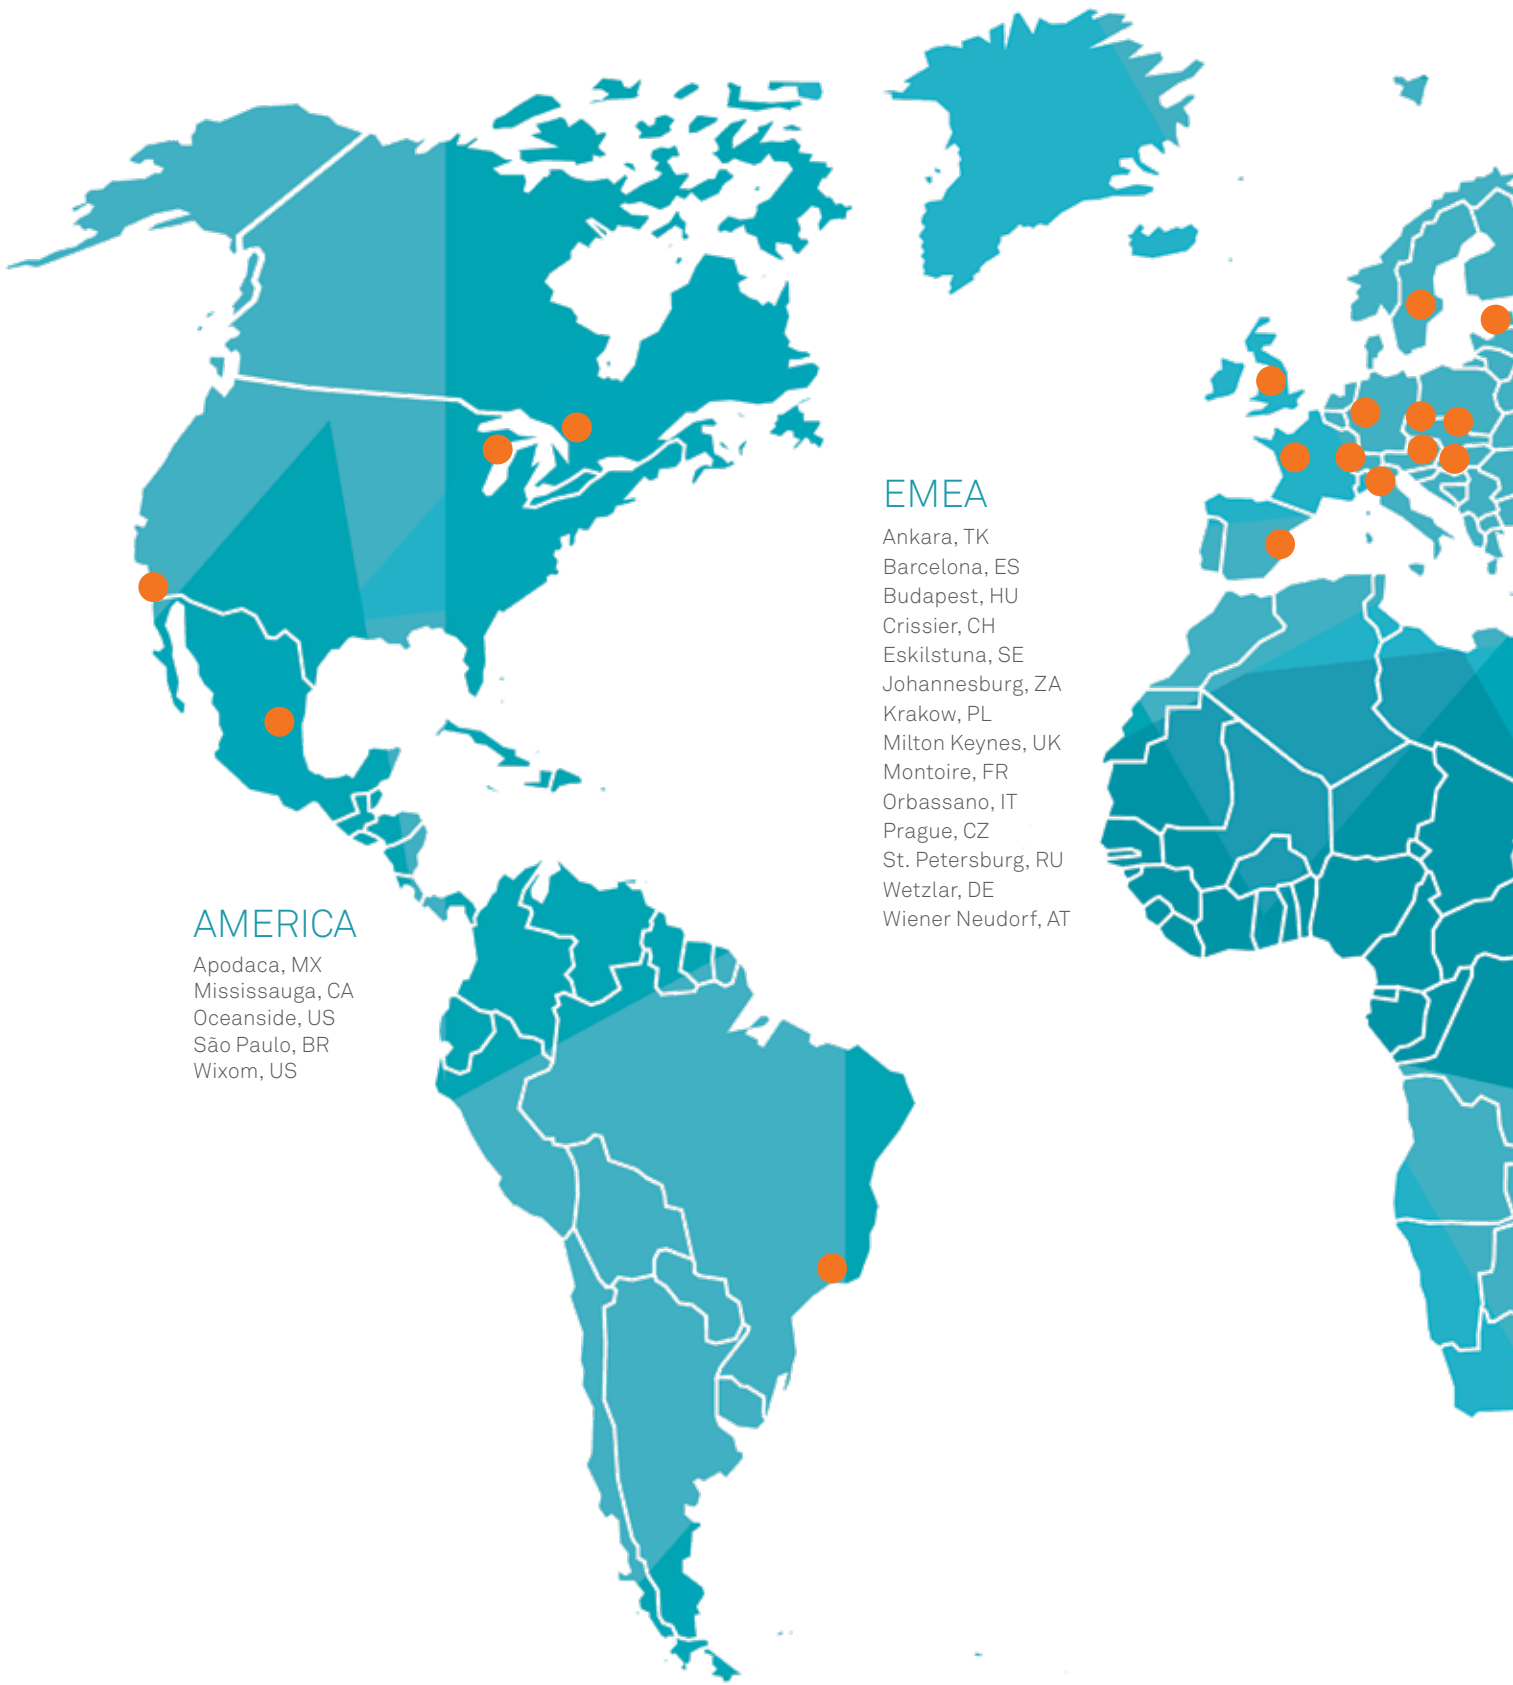 EMEA
Ankara, TK
Barcelona, ES
Budapest, HU
Crissier, CH
Eskilstuna, SE
Johannesburg, ZA
Krakow, PL
Milton Keynes, UK
Montoire, FR
Orbassano, IT
Prague, CZ
St. Petersburg, RU
Wetzlar, DE
Wiener Neudorf, AT
AMERICA
Apodaca, MX
Mississauga, CA
Oceanside, US
São Paulo, BR
Wixom, US